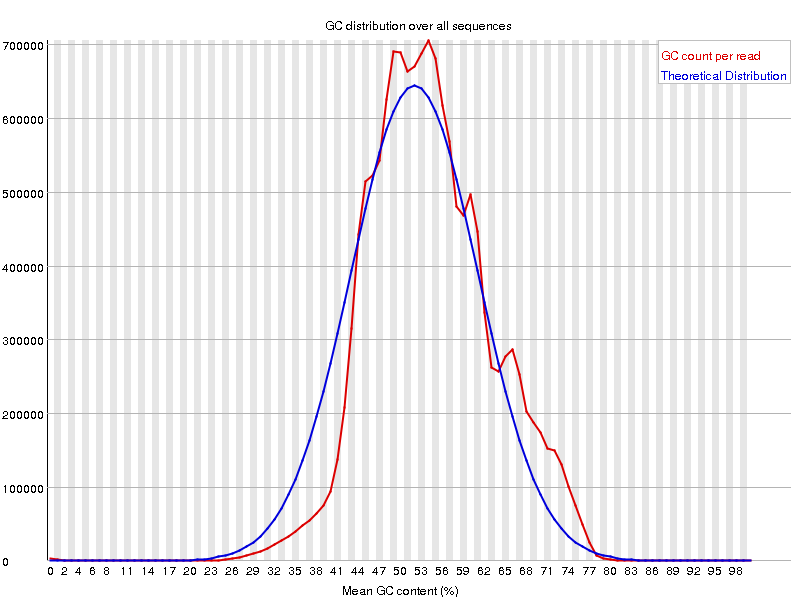 GC distribution over all sequences
GC count per read
Theoretical Distribution
700000
600000
500000
400000
300000
200000
100000
0
0 2 4 6 8 11 14 17 20 23 26 29 32 35 38 41 44 47 50 53 56 59 62 65 68 71 74 77 80 83 86 89 92 95 98
Mean GC content (%)